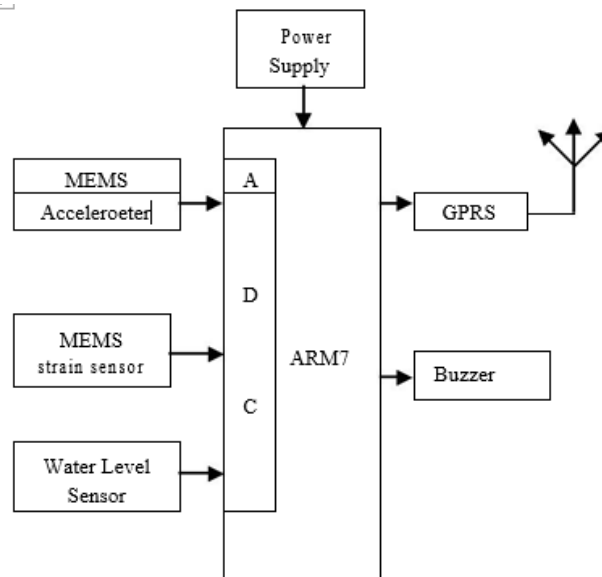 Power
Supply
MEMS
Acceleroeter
A
GPRS
D
MEMS
strain sensor
ARM7
Buzzer
C
Water Level
Sensor